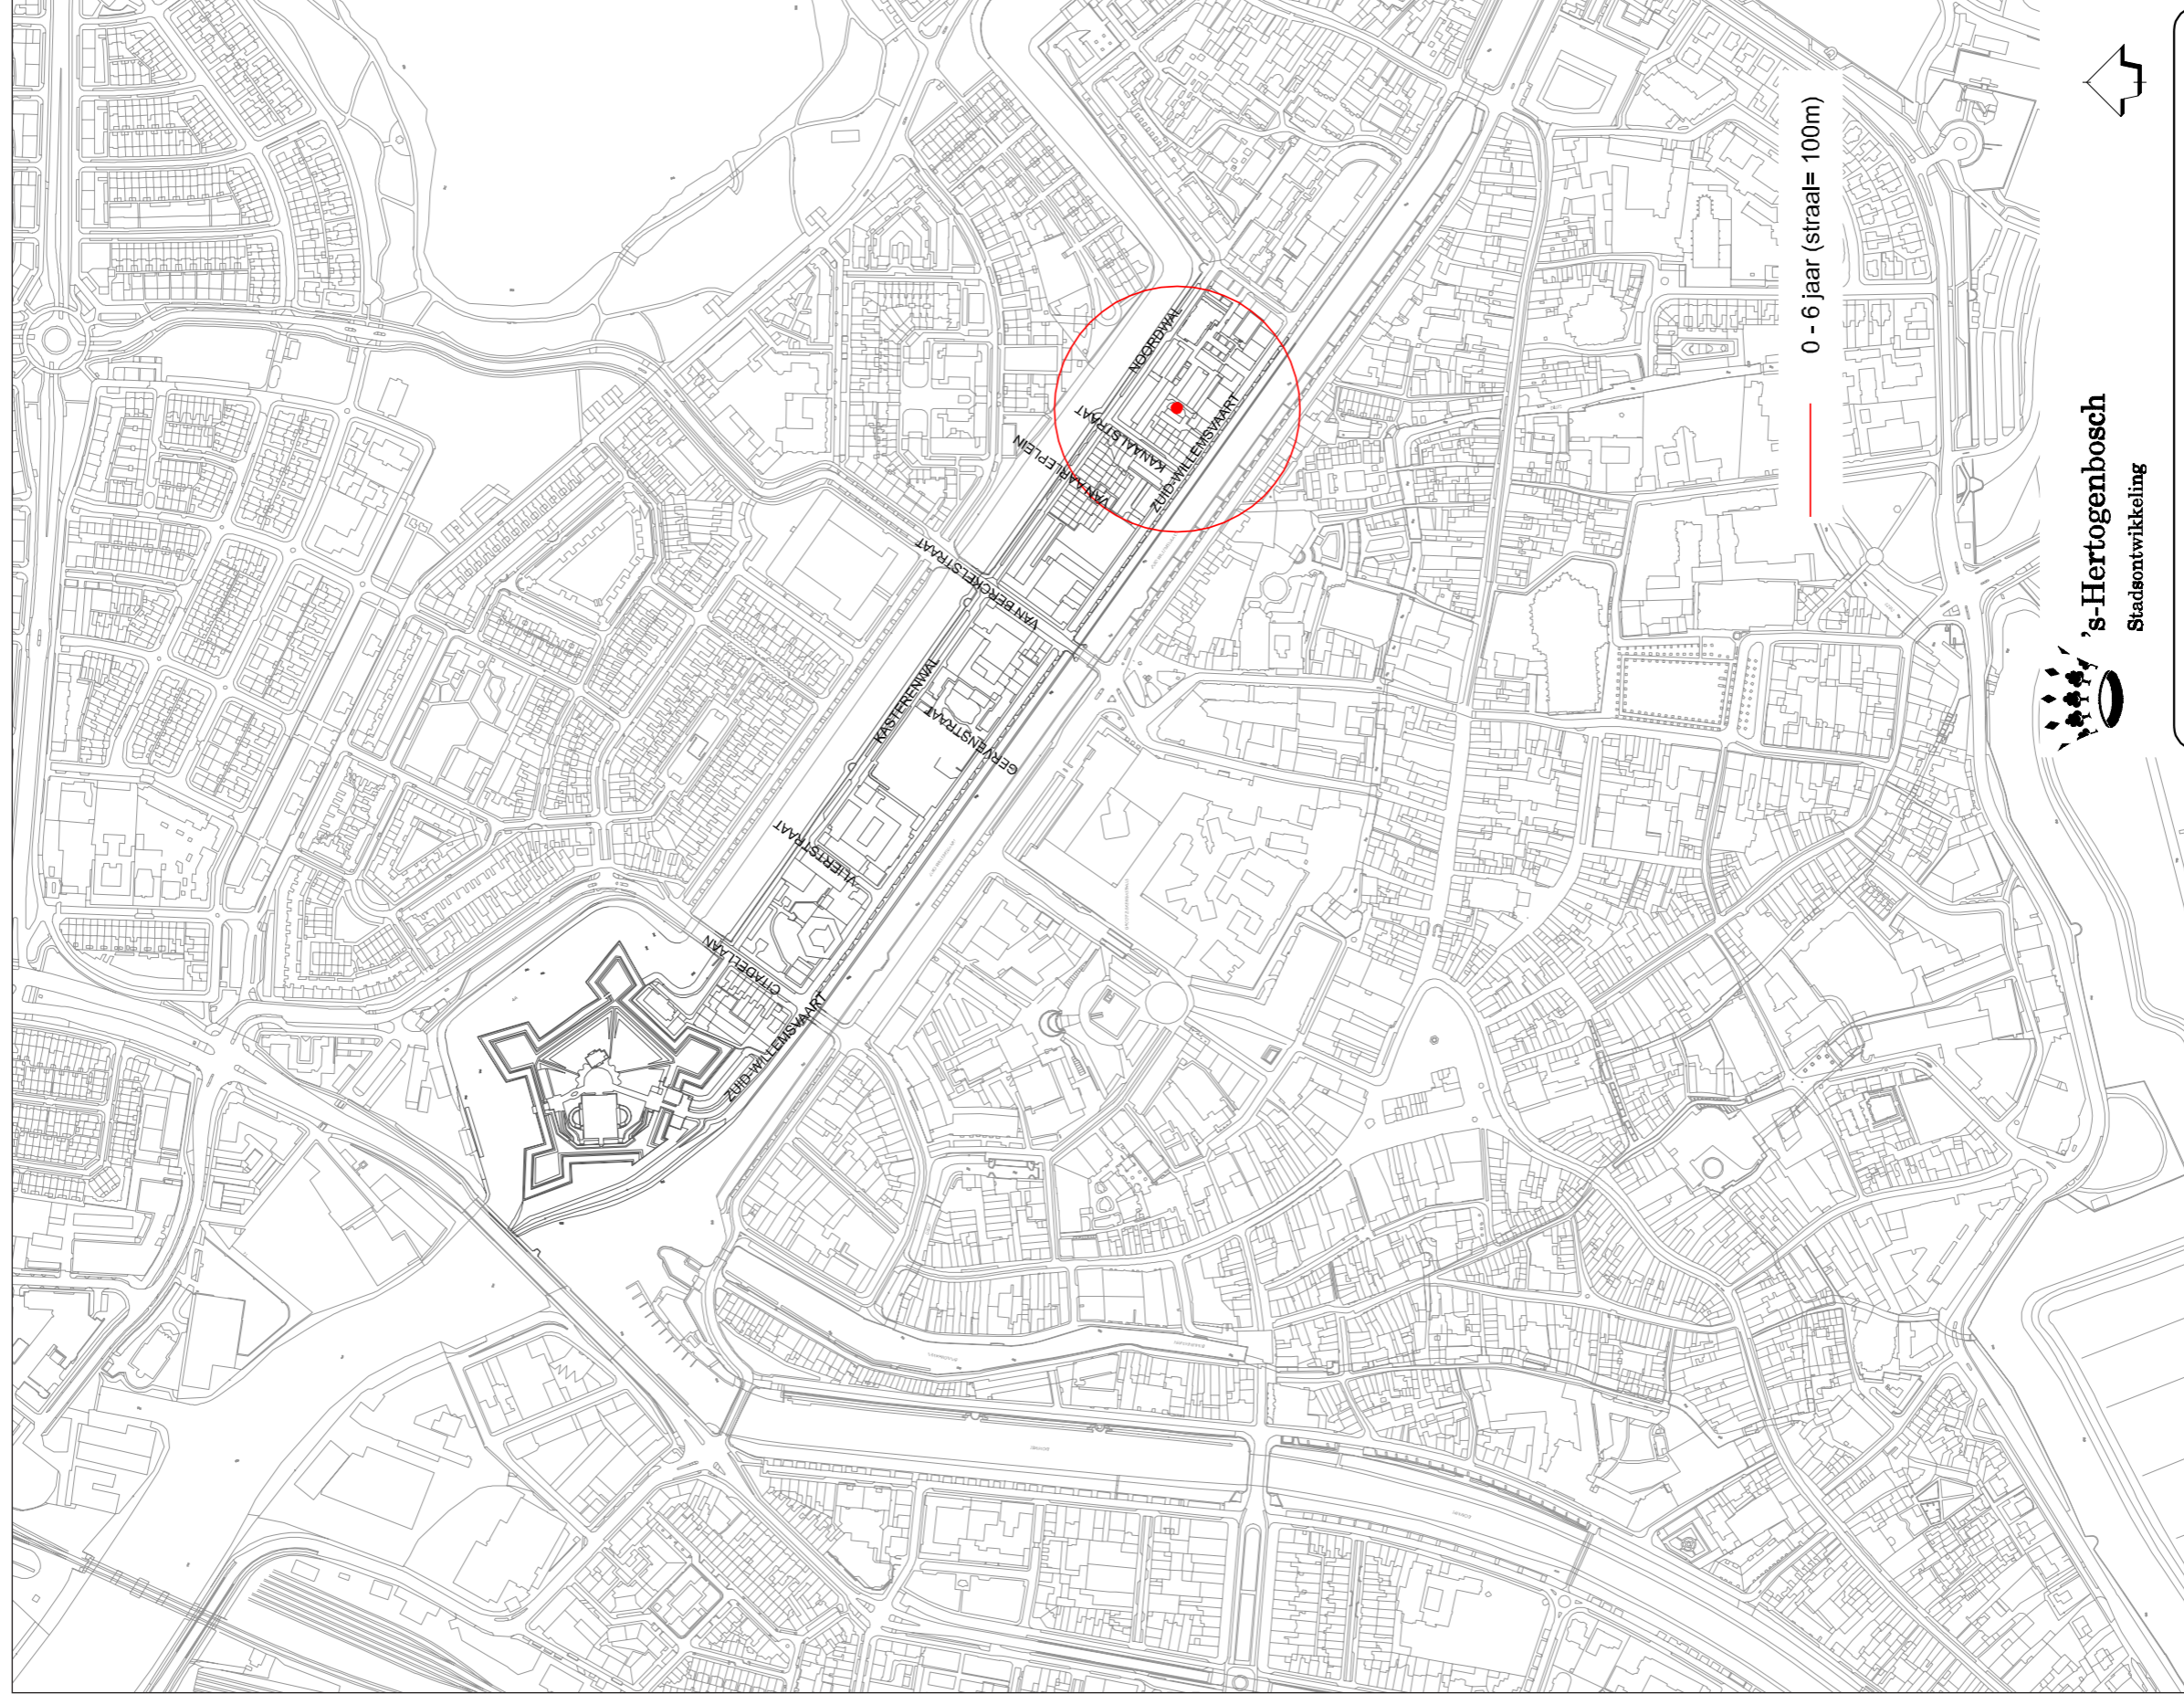 NOORDWAL
KANAALSTRAAT
VAN AARLEPLEIN
ZUID-WILLEMSVAART
VAN BERCKELSTRAAT
KASTERENWAL
GERVENSTRAAT
VLIERTSTRAAT
CITADELLAAN
ZUID-WILLEMSVAART
0 - 6 jaar (straal= 100m)
's-Hertogenbosch
Stadsontwikkeling